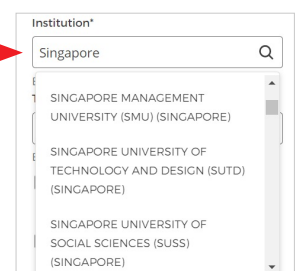 Institution*
Singapore
SINGAPORE MANAGEMENT
UNIVERSITY (SMU) (SINGAPORE)
SINGAPORE UNIVERSITY OF
TECHNOLOGY AND DESIGN (SUTD)
(SINGAPORE)
SINGAPORE UNIVERSITY OF
SOCIAL SCIENCES (SUSS)
(SINGAPORE)